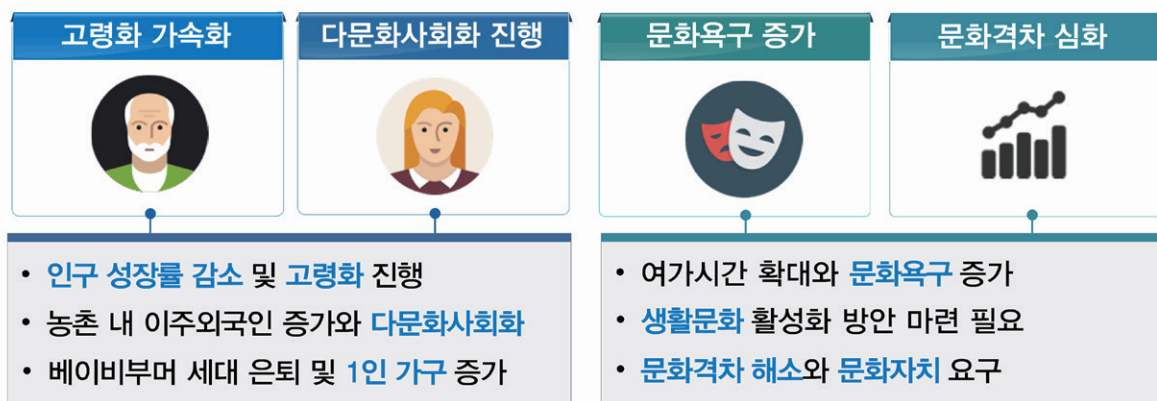 고령화 가속화
다문화사회화 진행
• 인구 성장률 감소 및 고령화 진행
• 농촌 내 이주외국인 증가와 다문화사회화
• 베이비부머 세대 은퇴 및 1인 가구 증가
문화욕구 증가
문화격차 심화
• 여가시간 확대와 문화욕구 증가
• 생활문화 활성화 방안 마련 필요
• 문화격차 해소와 문화자치 요구